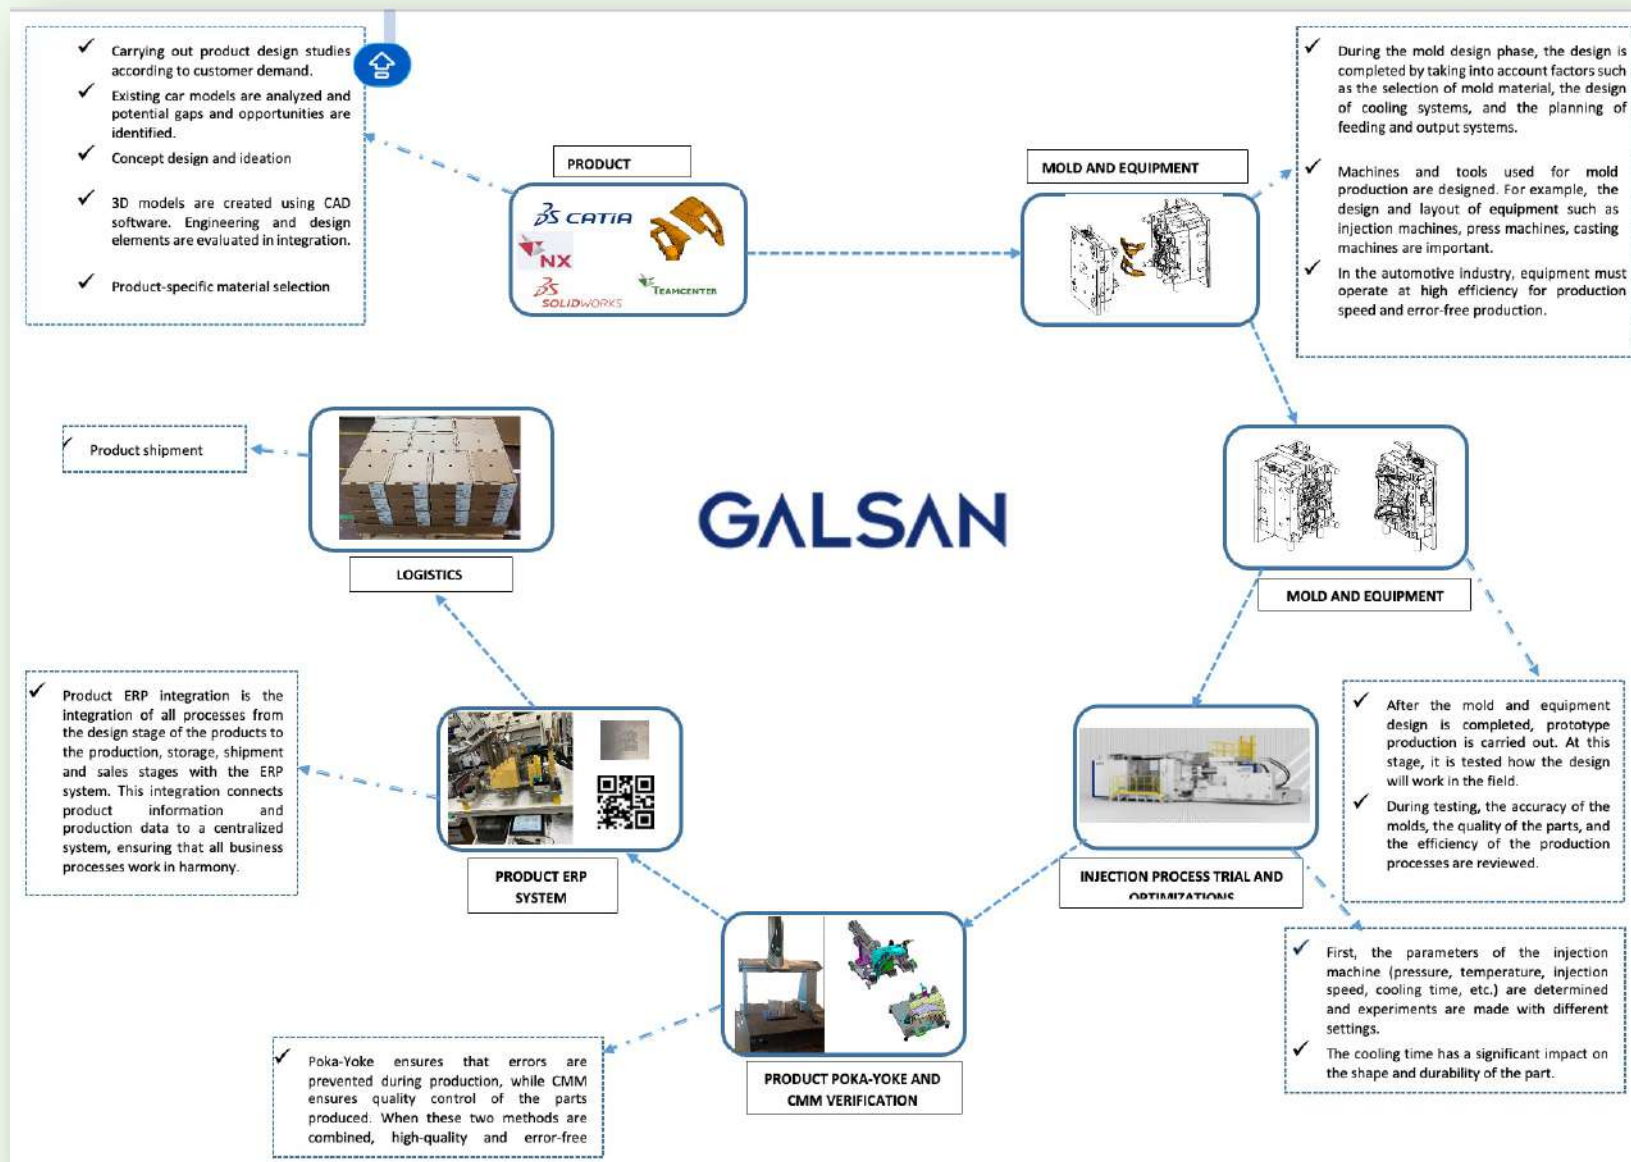 Carrying out product design studies
according to customer demand.
Existing car models are analyzed and
potential gaps and opportunities are
identified.
Concept design and ideation
3D models are created using CAD
software. Engineering and design
elements are evaluated in integration.
Product-specific material selection
PRODUCT
CATIA
NX
SOLIDWORKS
TEAMCENTER
MOLD AND EQUIPMENT
During the mold design phase, the design is
completed by taking into account factors such
as the selection of mold material, the design
of cooling systems, and the planning of
feeding and output systems.
Machines and tools used for mold
production are designed. For example, the
design and layout of equipment such as
injection machines, press machines, casting
machines are important.
In the automotive industry, equipment must
operate at high efficiency for production
speed and error-free production.
Product shipment
LOGISTICS
GALSAN
MOLD AND EQUIPMENT
After the mold and equipment
design is completed, prototype
production is carried out. At this
stage, it is tested how the design
will work in the field.
During testing, the accuracy of the
molds, the quality of the parts, and
the efficiency of the production
processes are reviewed.
Product ERP integration is the
integration of all processes from
the design stage of the products to
the production, storage, shipment
and sales stages with the ERP
system. This integration connects
product information and
production data to a centralized
system, ensuring that all business
processes work in harmony.
PRODUCT ERP
SYSTEM
INJECTION PROCESS TRIAL AND
OPTIMIZATIONS
First, the parameters of the injection
machine (pressure, temperature, injection
speed, cooling time, etc.) are determined
and experiments are made with different
settings.
The cooling time has a significant impact on
the shape and durability of the part.
PRODUCT POKA-YOKE AND
CMM VERIFICATION
Poka-Yoke ensures that errors are
prevented during production, while CMM
ensures quality control of the parts
produced. When these two methods are
combined, high-quality and error-free